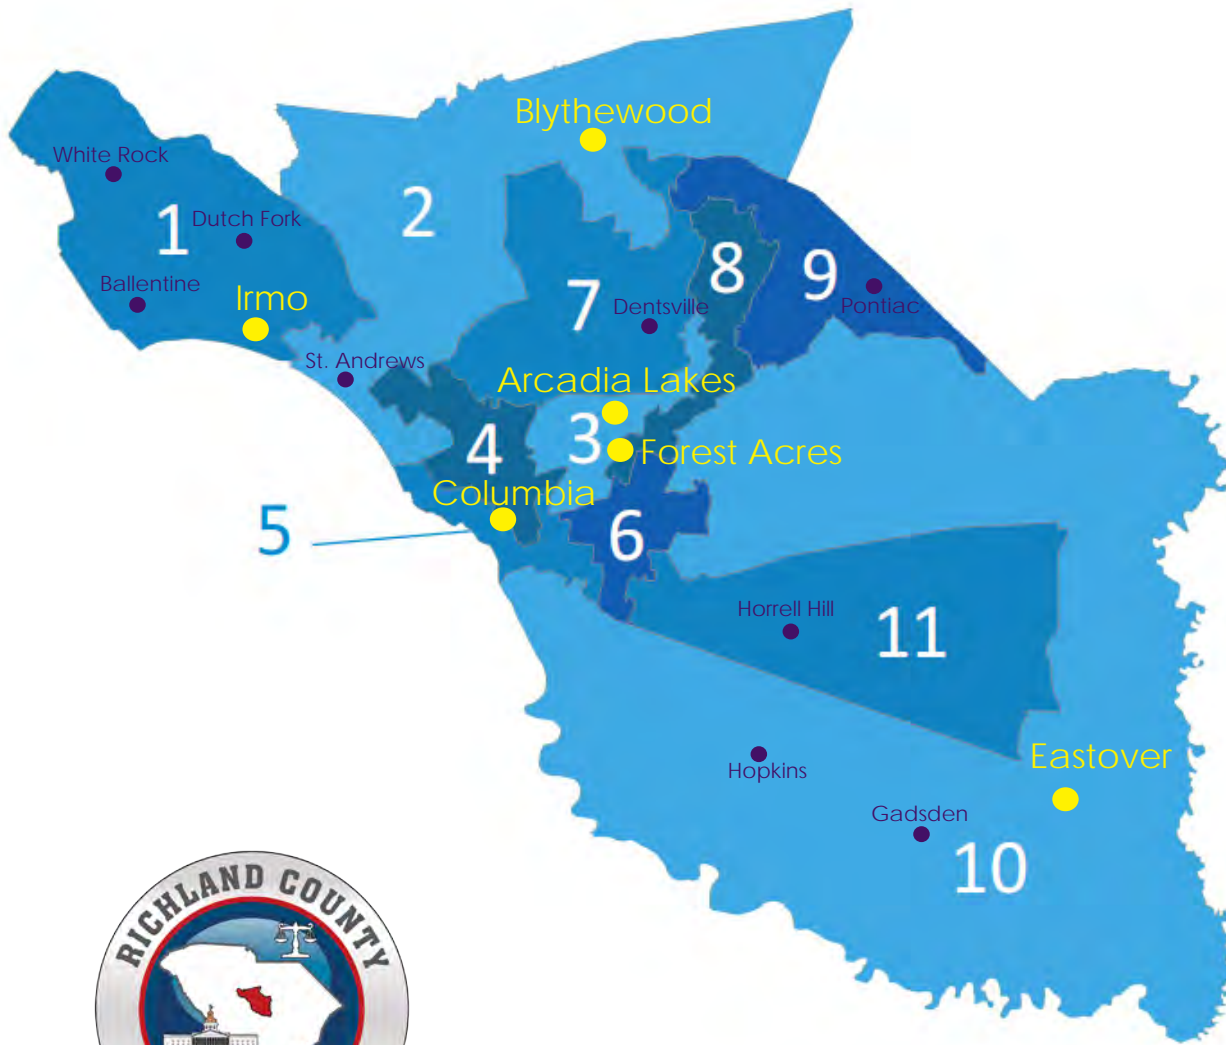 Blythewood
White Rock
1
Dutch Fork
2
8
9
Ballentine
Irmo
7
Dentsville
Pontiac
St. Andrews
Arcadia Lakes
3
4
Forest Acres
Columbia
5
6
Horrell Hill
11
Eastover
Hopkins
Gadsden
10
RICHLAND COUNTY